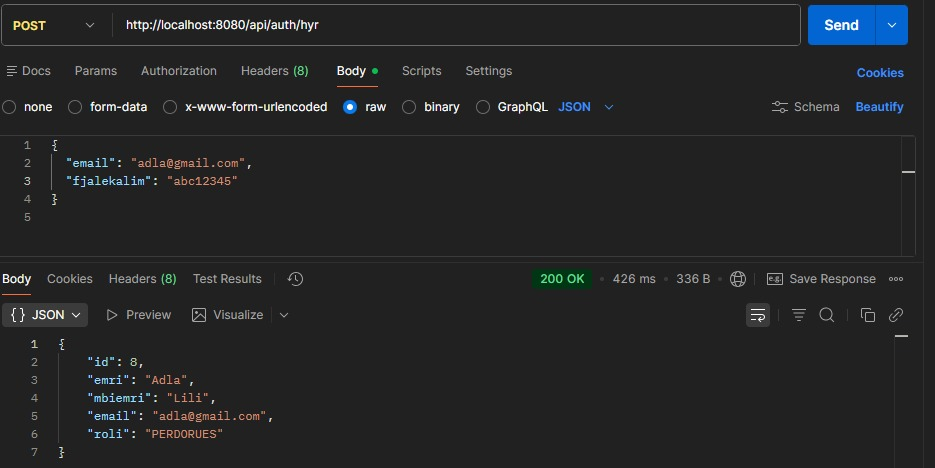 POST http://localhost:8080/api/auth/hyr Send
Docs Params Authorization Headers (8) Body Scripts Settings Cookies
none form-data x-www-form-urlencoded raw binary GraphQL JSON Schema Beautify
1 {
2 "email": "adla@gmail.com",
3 "fjalekalim": "abc12345"
4 }
5
Body Cookies Headers (8) Test Results 200 OK 426 ms 336 B e.g. Save Response
{} JSON Preview Visualize
1 {
2 "id": 8,
3 "emri": "Adla",
4 "mbiemri": "Lili",
5 "email": "adla@gmail.com",
6 "roli": "PERDORUES"
7 }